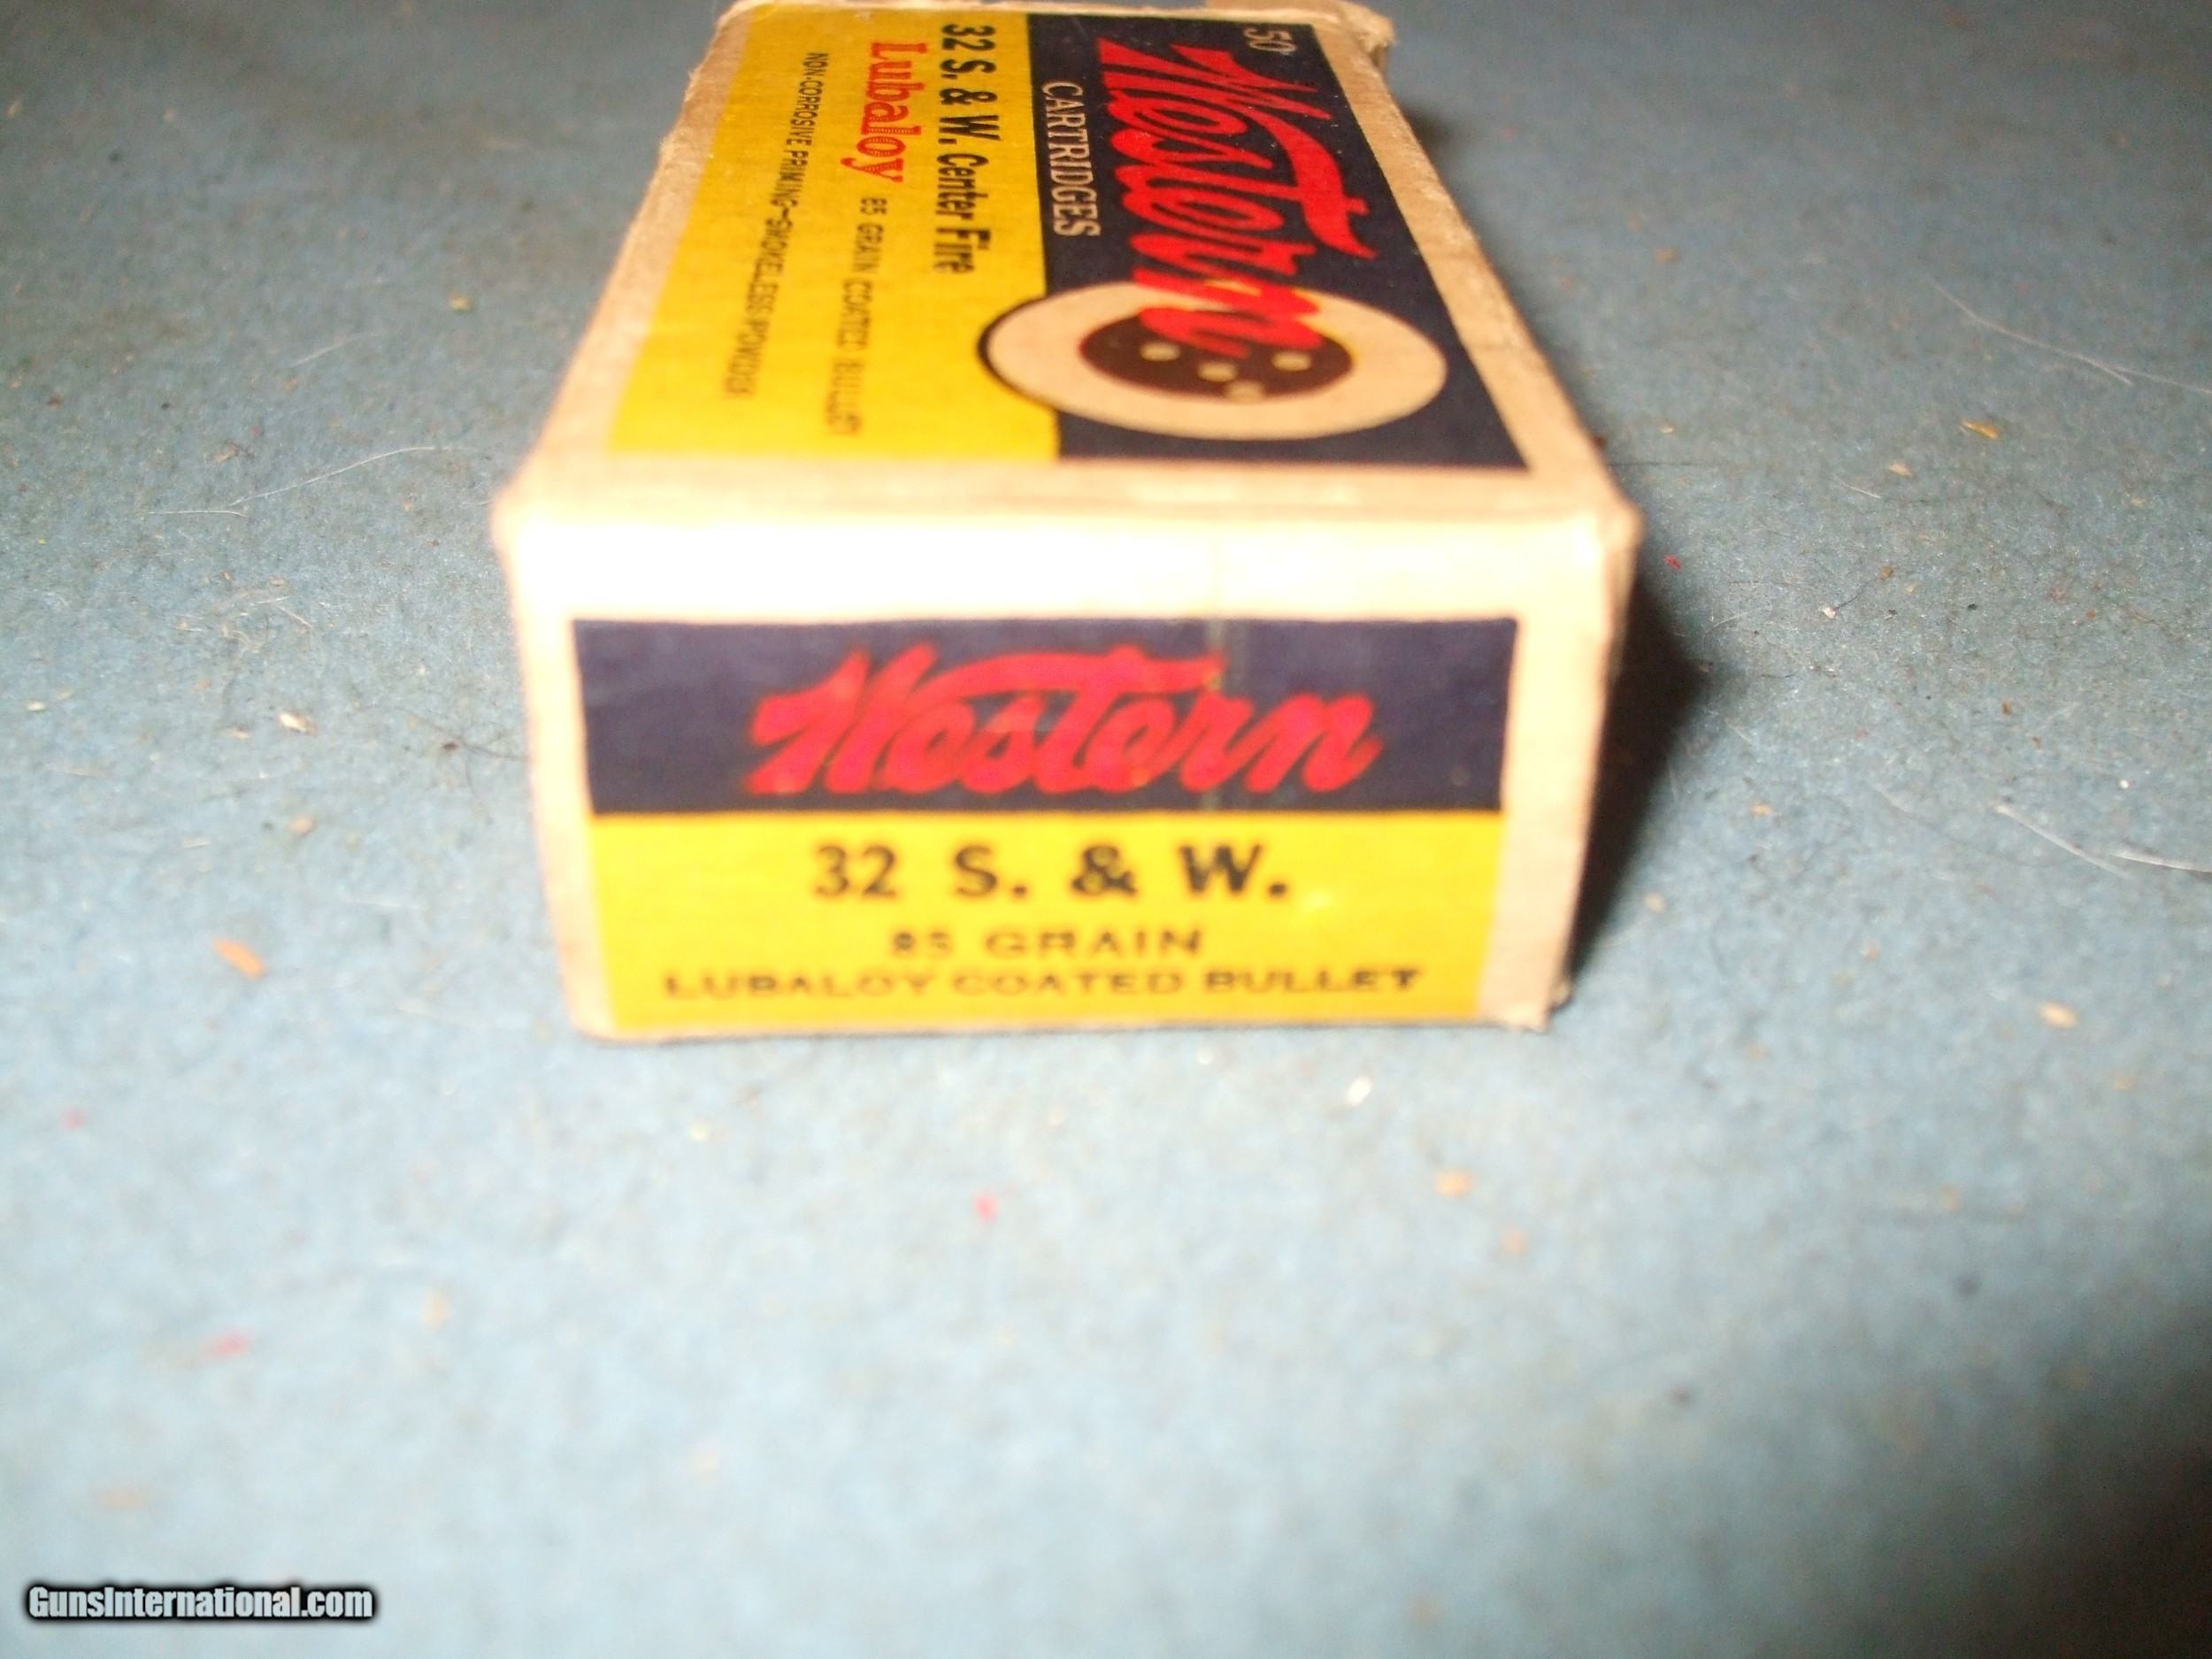 50
Western
CARTRIDGES
32 S. & W. Center Fire
Lubaloy 85 GRAIN COATED BULLET
NON-CORROSIVE PRIMING-SMOKELESS POWDER
Western
32 S. & W.
85 GRAIN
LUBALOY COATED BULLET
GunsInternational.com